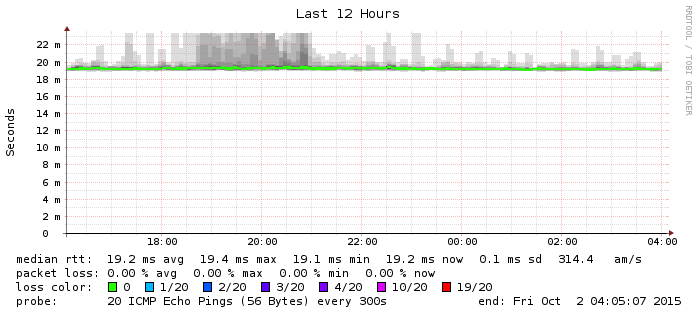 Last 12 Hours
RRDTOOL / TOBI OETIKER
Seconds
22 m
20 m
18 m
16 m
14 m
12 m
10 m
8 m
6 m
4 m
2 m
0
18:00 20:00 22:00 00:00 02:00 04:00
median rtt: 19.2 ms avg 19.4 ms max 19.1 ms min 19.2 ms now 0.1 ms sd 314.4 am/s
packet loss: 0.00 % avg 0.00 % max 0.00 % min 0.00 % now
loss color: 0 1/20 2/20 3/20 4/20 10/20 19/20
probe: 20 ICMP Echo Pings (56 Bytes) every 300s end: Fri Oct 2 04:05:07 2015